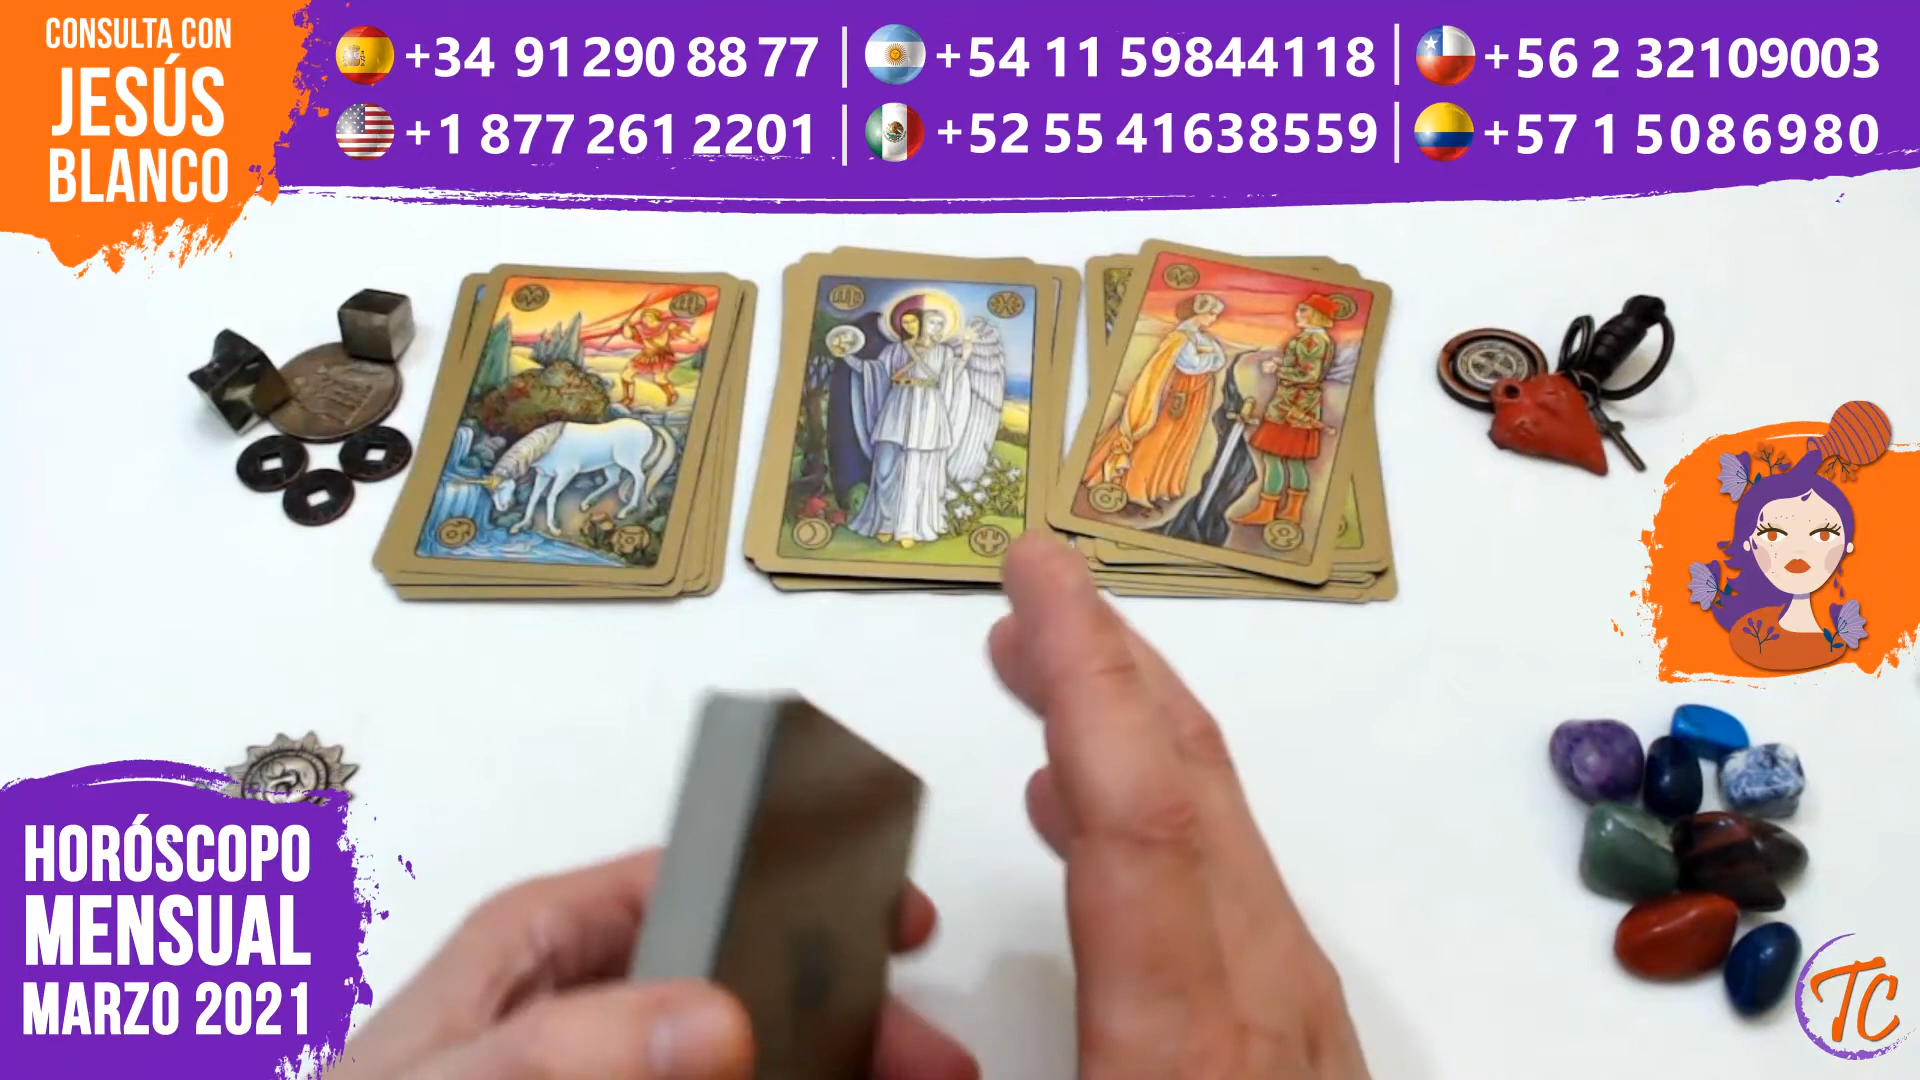 CONSULTA CON
JESÚS
BLANCO
+34 91 290 88 77 | +54 11 59844118 | +56 2 32109003
+1 877 261 2201 | +52 55 41638559 | +57 1 5086980
HORÓSCOPO
MENSUAL
MARZO 2021
TC